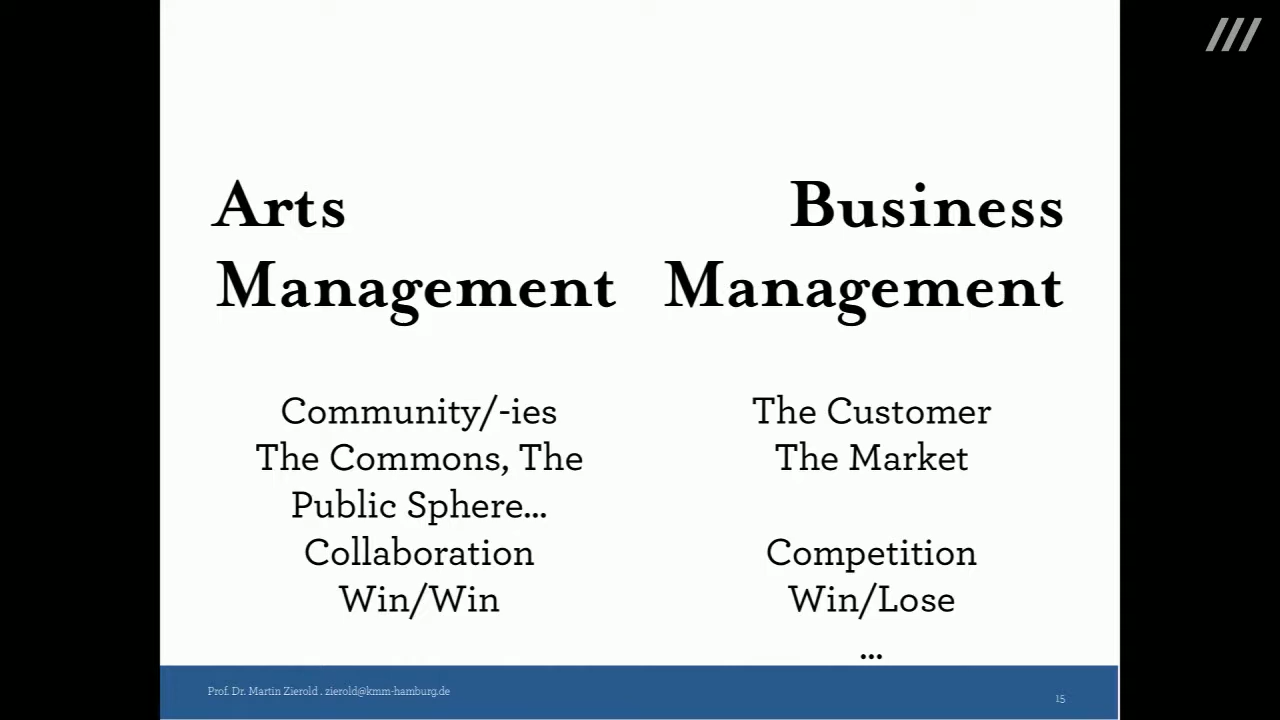 Arts
Management
Business
Management
Community/-ies
The Commons, The
Public Sphere...
Collaboration
Win/Win
The Customer
The Market
Competition
Win/Lose
...
Prof. Dr. Martin Zierold . zierold@kmm-hamburg.de
15